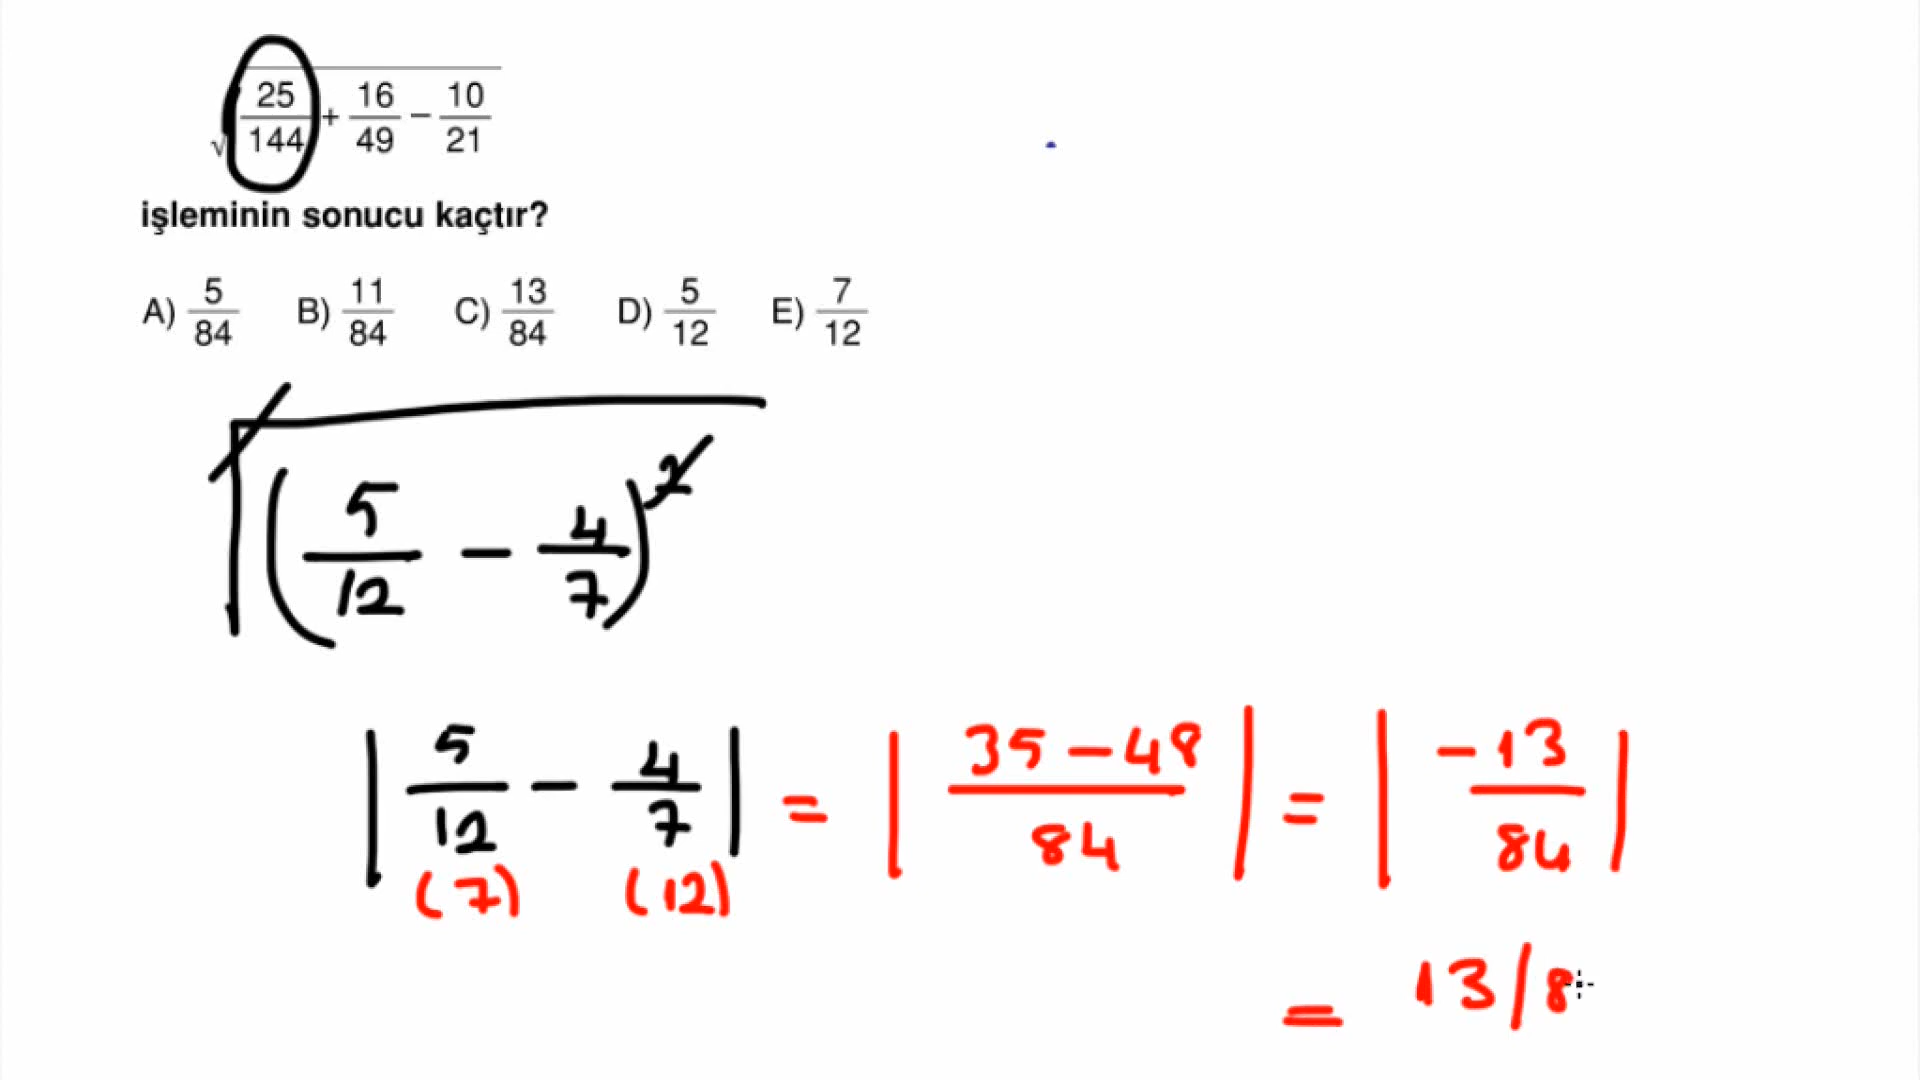 √ 25/144 + 16/49 − 10/21
işleminin sonucu kaçtır?
A) 5/84 B) 11/84 C) 13/84 D) 5/12 E) 7/12
√(5/12 − 4/7)²
|5/12 − 4/7| = |35 − 48/84| = |−13/84|
(7) (12)
= 13/8